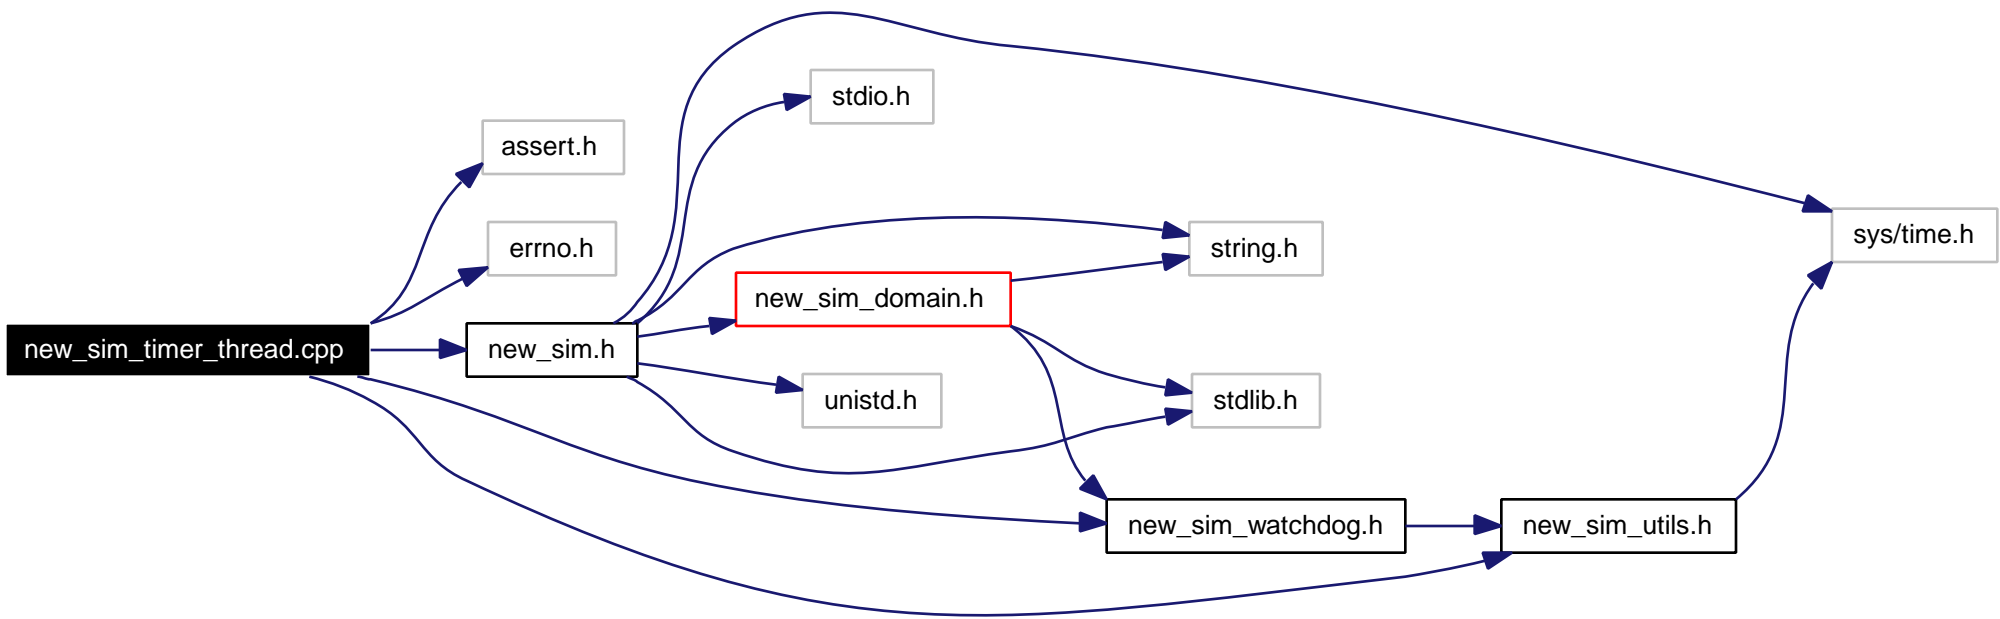 stdio.h
assert.h
sys/time.h
errno.h
string.h
new_sim_domain.h
new_sim_timer_thread.cpp
new_sim.h
unistd.h
stdlib.h
new_sim_watchdog.h
new_sim_utils.h